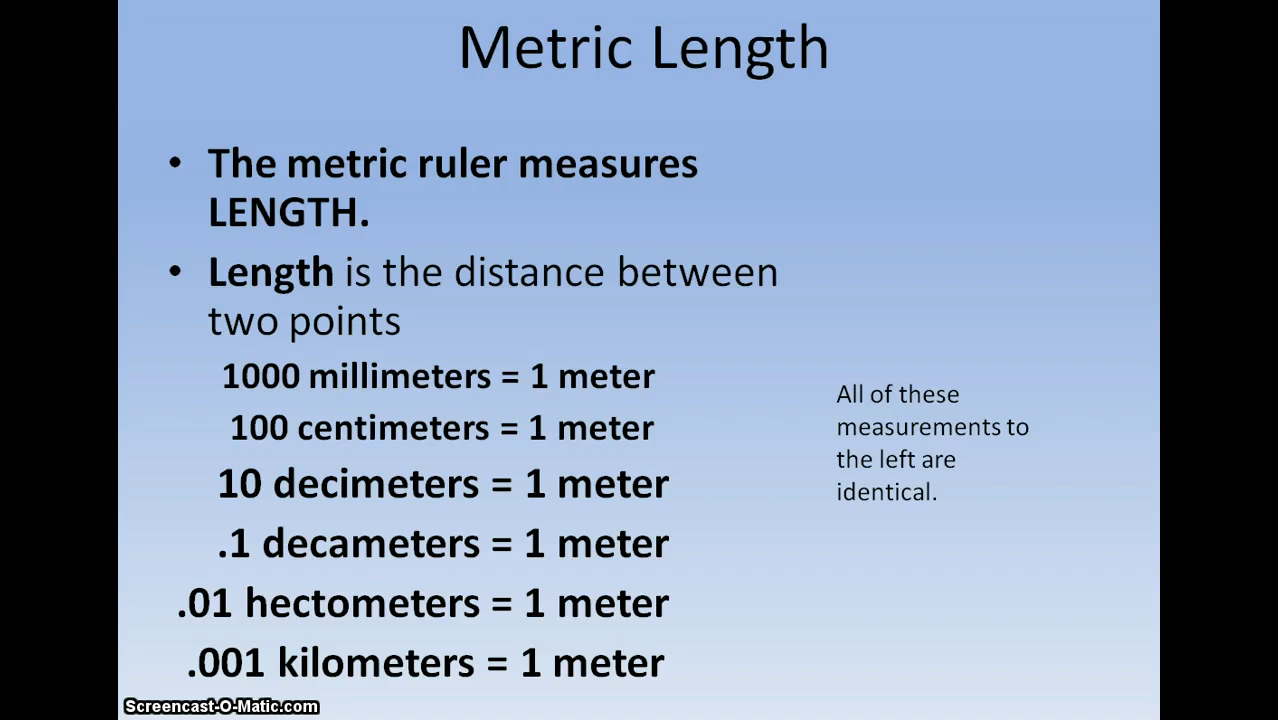 Metric Length
• The metric ruler measures
LENGTH.
• Length is the distance between
two points
1000 millimeters = 1 meter
100 centimeters = 1 meter
10 decimeters = 1 meter
.1 decameters = 1 meter
.01 hectometers = 1 meter
.001 kilometers = 1 meter
All of these
measurements to
the left are
identical.
Screencast-O-Matic.com